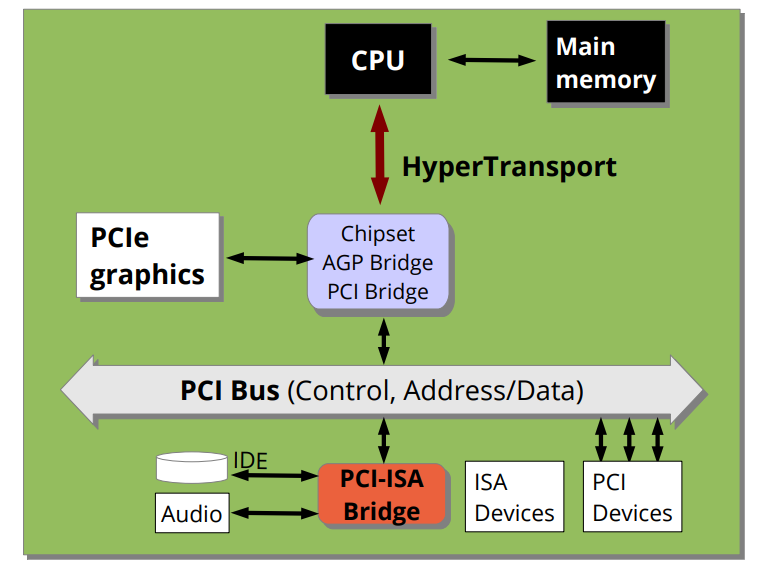 CPU
Main
memory
HyperTransport
PCIe
graphics
Chipset
AGP Bridge
PCI Bridge
PCI Bus (Control, Address/Data)
IDE
Audio
PCI-ISA
Bridge
ISA
Devices
PCI
Devices